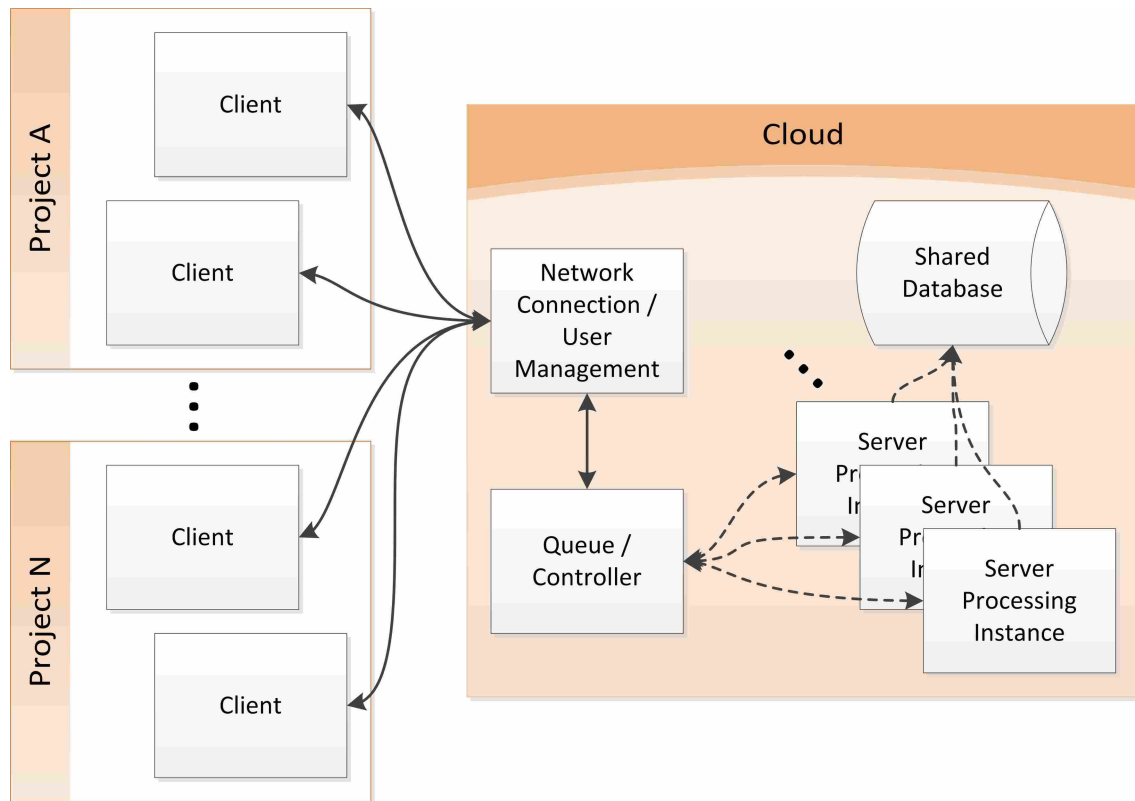 Project A
Client
Client
Project N
Client
Client
Cloud
Network
Connection /
User
Management
Shared
Database
Queue /
Controller
Server
Server
Server
Processing
Instance